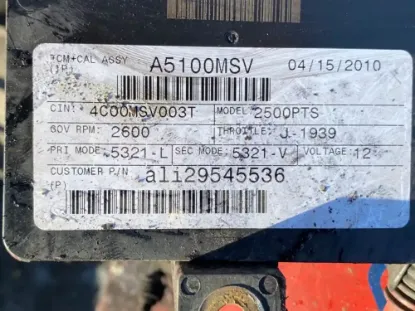 TCM+CAL ASSY A5100MSV 04/15/2010
(1P)
CIN: 4C00MSV003T MODEL: 2500PTS
GOV RPM: 2600 THROTTLE: J-1939
PRI MODE: 5321-L SEC MODE: 5321-V VOLTAGE: 12
CUSTOMER P/N ali29545536
(P)